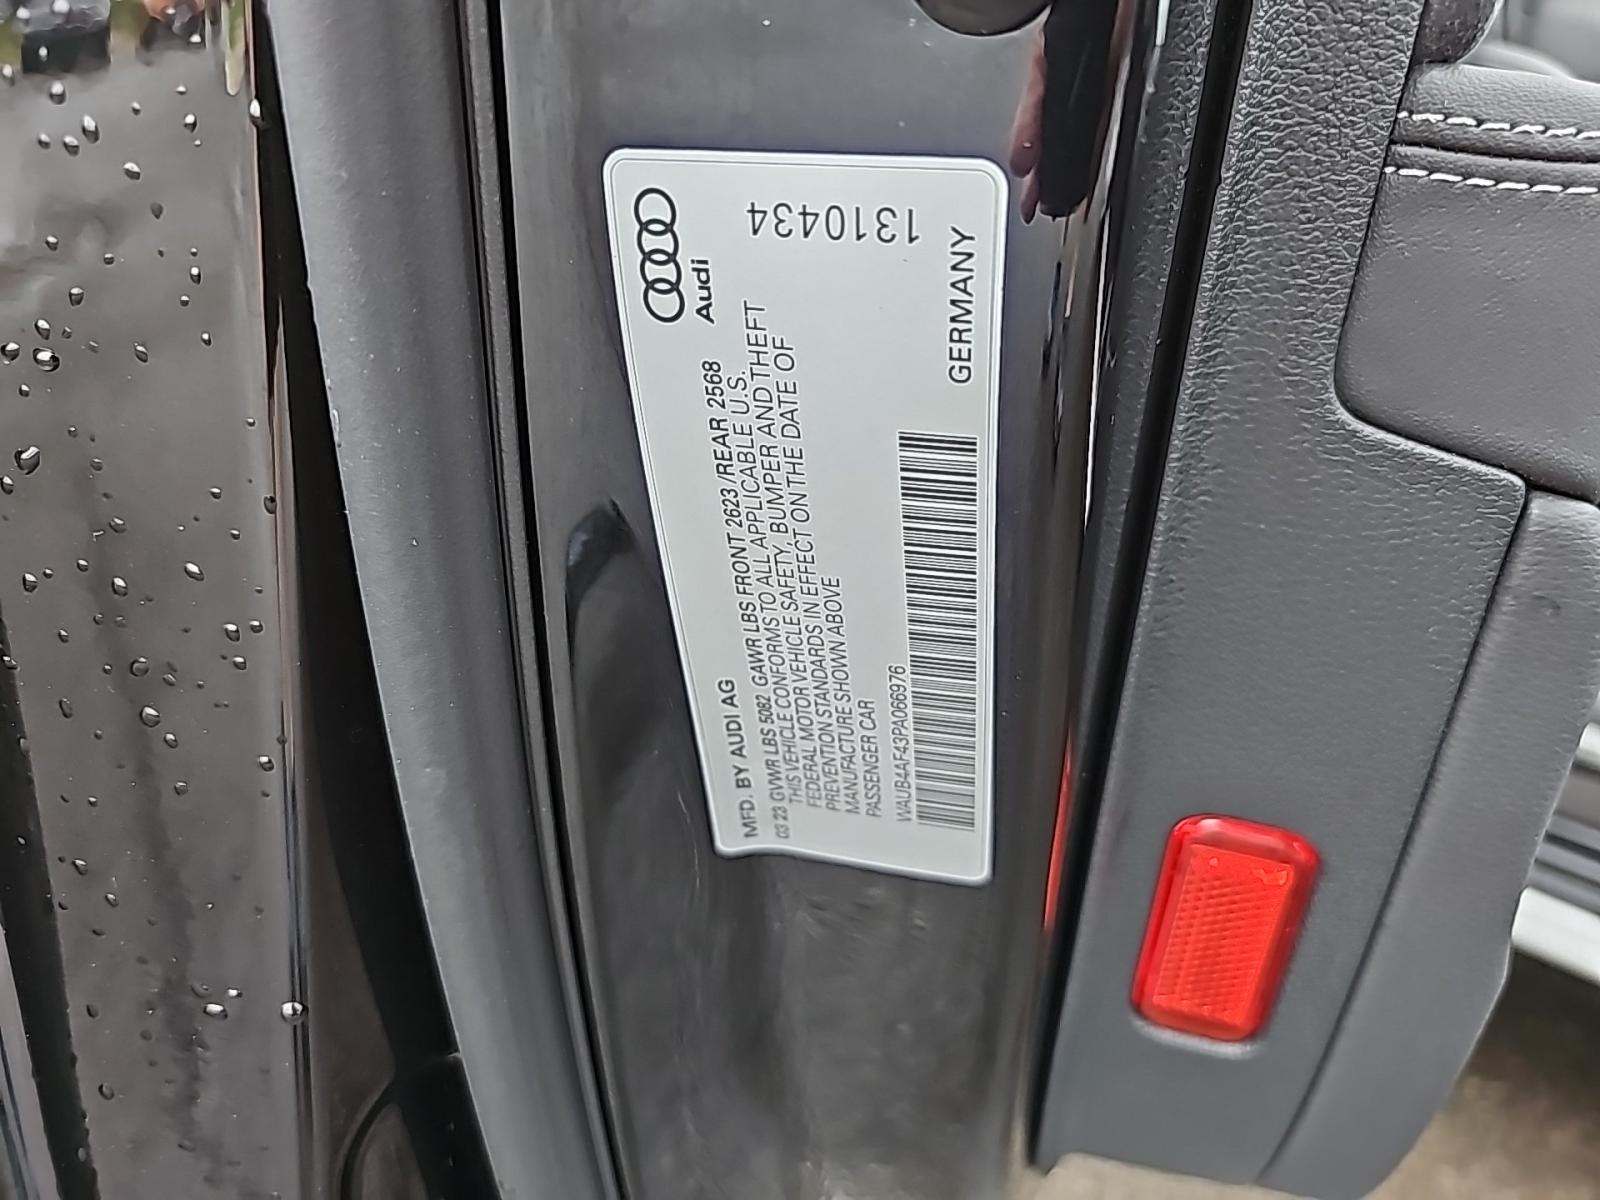 Audi
1310434
MFD. BY AUDI AG
03 23 GVWR LBS 5082 GAWR LBS FRONT 2623 /REAR 2568
THIS VEHICLE CONFORMS TO ALL APPLICABLE U.S.
FEDERAL MOTOR VEHICLE SAFETY, BUMPER AND THEFT
PREVENTION STANDARDS IN EFFECT ON THE DATE OF
MANUFACTURE SHOWN ABOVE
PASSENGER CAR
WAUB4AF43PA066976
GERMANY